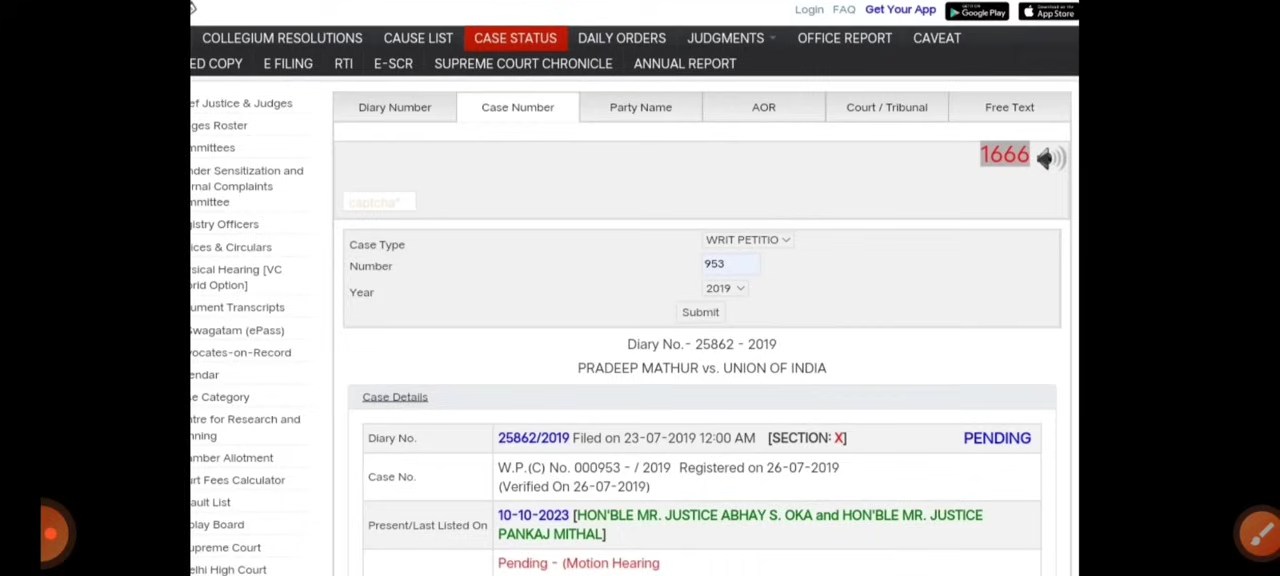 Login FAQ Get Your App GET IT ON Google Play Download on the App Store
COLLEGIUM RESOLUTIONS CAUSE LIST CASE STATUS DAILY ORDERS JUDGMENTS OFFICE REPORT CAVEAT
ED COPY E FILING RTI E-SCR SUPREME COURT CHRONICLE ANNUAL REPORT
ef Justice & Judges
ges Roster
mmittees
nder Sensitization and
rnal Complaints
mmittee
istry Officers
ices & Circulars
sical Hearing [VC
rid Option]
ument Transcripts
Swagatam (ePass)
vocates-on-Record
endar
e Category
ntre for Research and
nning
amber Allotment
urt Fees Calculator
ault List
play Board
upreme Court
elhi High Court
Diary Number Case Number Party Name AOR Court / Tribunal Free Text
1666
captcha*
Case Type WRIT PETITIO
Number 953
Year 2019
Submit
Diary No.- 25862 - 2019
PRADEEP MATHUR vs. UNION OF INDIA
Case Details
Diary No. 25862/2019 Filed on 23-07-2019 12:00 AM [SECTION: X] PENDING
Case No. W.P.(C) No. 000953 - / 2019 Registered on 26-07-2019
(Verified On 26-07-2019)
Present/Last Listed On 10-10-2023 [HON'BLE MR. JUSTICE ABHAY S. OKA and HON'BLE MR. JUSTICE
PANKAJ MITHAL]
Pending - (Motion Hearing